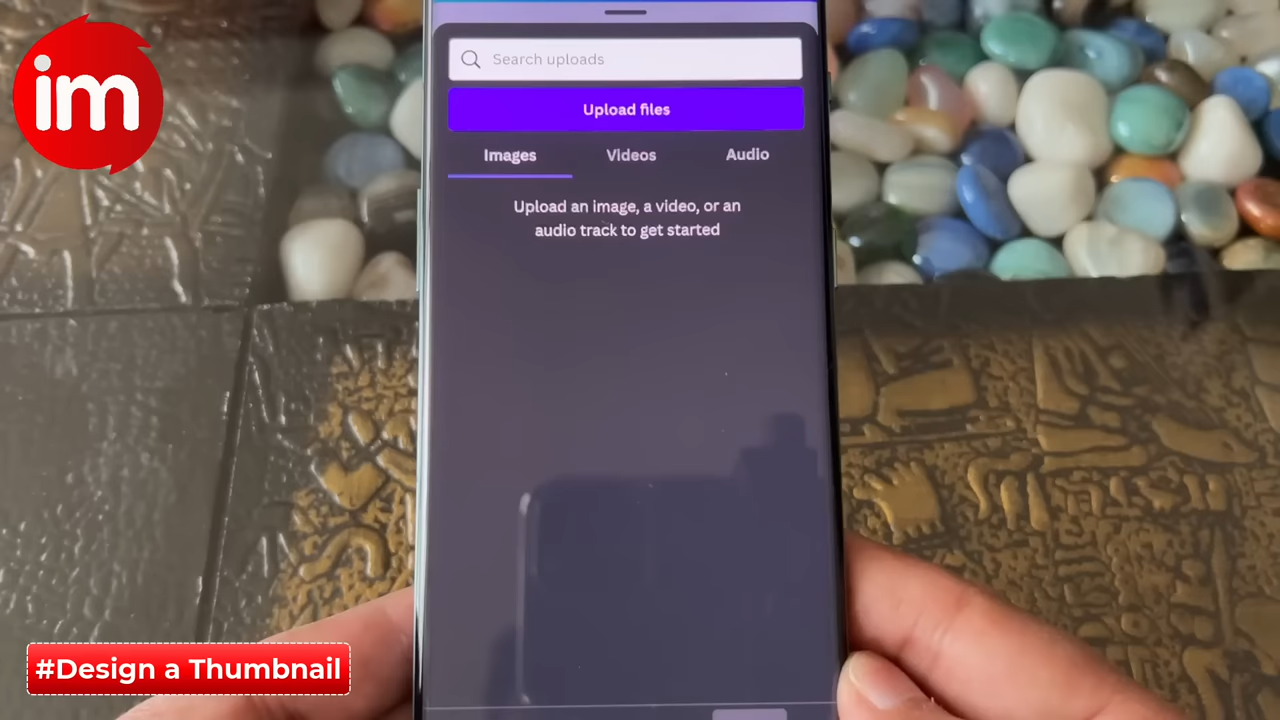 im
Search uploads
Upload files
Images Videos Audio
Upload an image, a video, or an
audio track to get started
#Design a Thumbnail